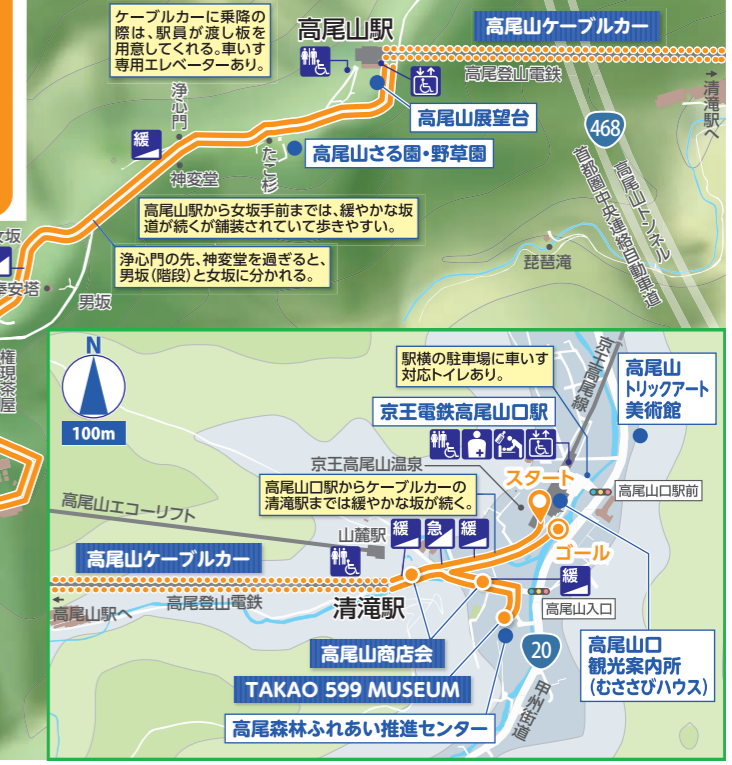 ケーブルカーに乗降の
際は、駅員が渡し板を
用意してくれる。車いす
専用エレベーターあり。
高尾山駅
高尾山ケーブルカー
高尾登山電鉄
→清滝駅へ
浄心門
緩
高尾山展望台
468
たこ杉
高尾山さる園・野草園
神変堂
首都圏中央連絡自動車道
高尾山トンネル
高尾山駅から女坂手前までは、緩やかな坂
道が続くが舗装されていて歩きやすい。
女坂
浄心門の先、神変堂を過ぎると、
男坂(階段)と女坂に分かれる。
琵琶滝
奉安塔
男坂
権現茶屋
N
100m
駅横の駐車場に車いす
対応トイレあり。
京王高尾線
高尾山
トリックアート
美術館
京王電鉄高尾山口駅
京王高尾山温泉
スタート
高尾山口駅からケーブルカーの
清滝駅までは緩やかな坂が続く。
高尾山口駅前
高尾山エコーリフト
山麓駅
緩
急
緩
ゴール
高尾山ケーブルカー
緩
←高尾山駅へ
高尾登山電鉄
清滝駅
高尾山入口
高尾山商店会
20
高尾山口
観光案内所
(むささびハウス)
TAKAO 599 MUSEUM
甲州街道
高尾森林ふれあい推進センター